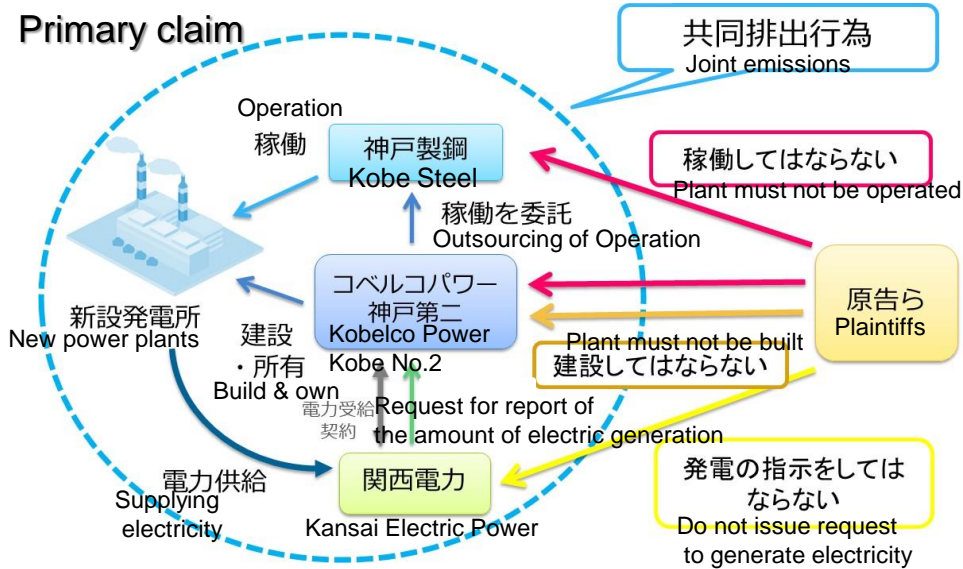 Primary claim
共同排出行為
Joint emissions
Operation
稼働
神戸製鋼
Kobe Steel
稼働してはならない
Plant must not be operated
稼働を委託
Outsourcing of Operation
コベルコパワー
神戸第二
Kobelco Power
Kobe No.2
原告ら
Plaintiffs
新設発電所
New power plants
建設
・所有
Build & own
Plant must not be built
建設してはならない
電力受給
契約
Request for report of
the amount of electric generation
関西電力
Kansai Electric Power
電力供給
Supplying
electricity
発電の指示をしては
ならない
Do not issue request
to generate electricity